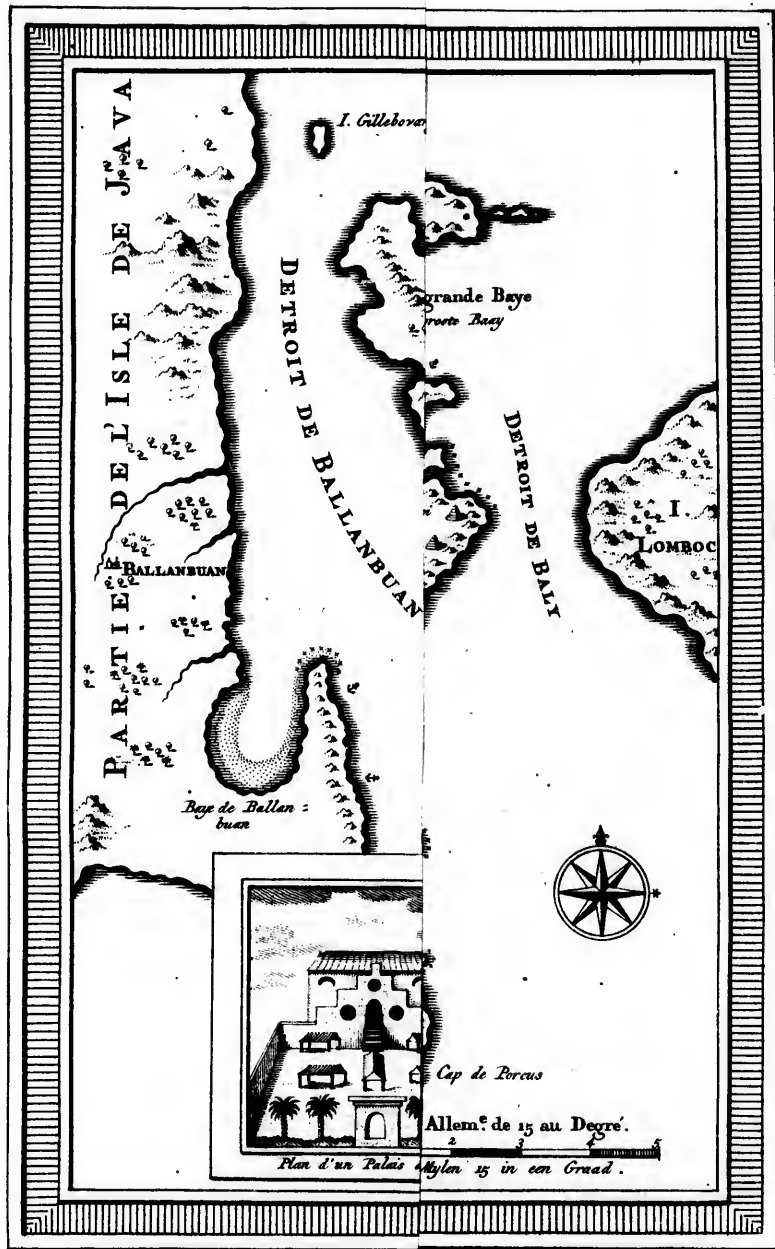 I. Gillebovan
PARTIE DE L'ISLE DE JAVA
DETROIT DE BALLANBUAN
grande Baye
groote Baay
DETROIT DE BALY
I.
LOMBOC
BALLANBUAN
Baye de Ballan =
buan
Cap de Porcus
Allem.e de 15 au Degré.
2 3 4 5
Plan d'un Palais
Mylen 15 in een Graad.